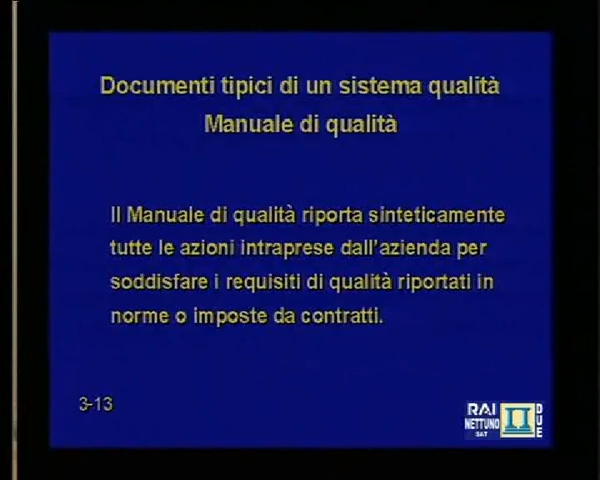 Documenti tipici di un sistema qualità
Manuale di qualità
Il Manuale di qualità riporta sinteticamente
tutte le azioni intraprese dall'azienda per
soddisfare i requisiti di qualità riportati in
norme o imposte da contratti.
3-13
RAI
NETTUNO
SAT
DUE